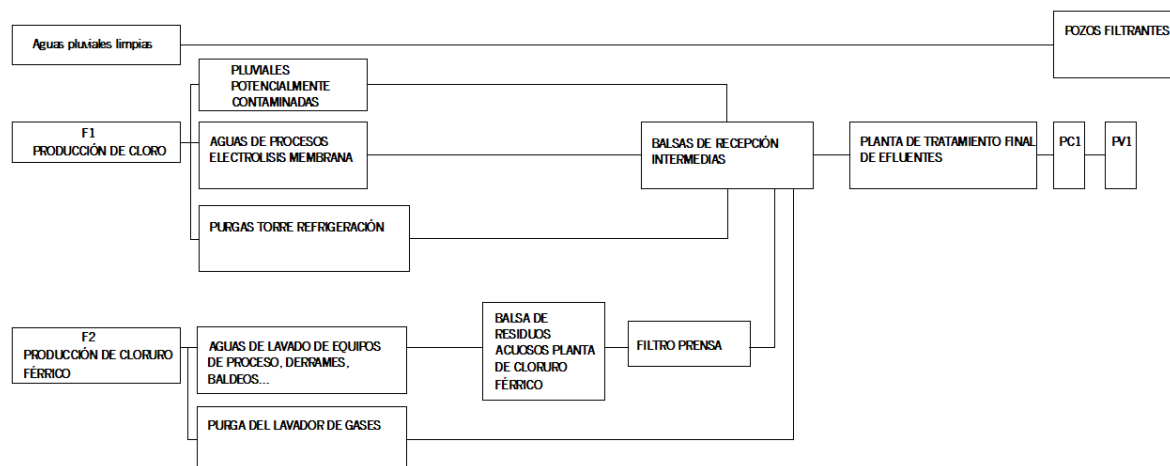 Aguas pluviales limpias
POZOS FILTRANTES
PLUVIALES
POTENCIALMENTE
CONTAMINADAS
F1
PRODUCCIÓN DE CLORO
AGUAS DE PROCESOS
ELECTROLISIS MEMBRANA
BALSAS DE RECEPCIÓN
INTERMEDIAS
PLANTA DE TRATAMIENTO FINAL
DE EFLUENTES
PC1
PV1
PURGAS TORRE REFRIGERACIÓN
F2
PRODUCCIÓN DE CLORURO
FÉRRICO
AGUAS DE LAVADO DE EQUIPOS
DE PROCESO, DERRAMES,
BALDEOS...
BALSA DE
RESIDUOS
ACUOSOS PLANTA
DE CLORURO
FÉRRICO
FILTRO PRENSA
PURGA DEL LAVADOR DE GASES